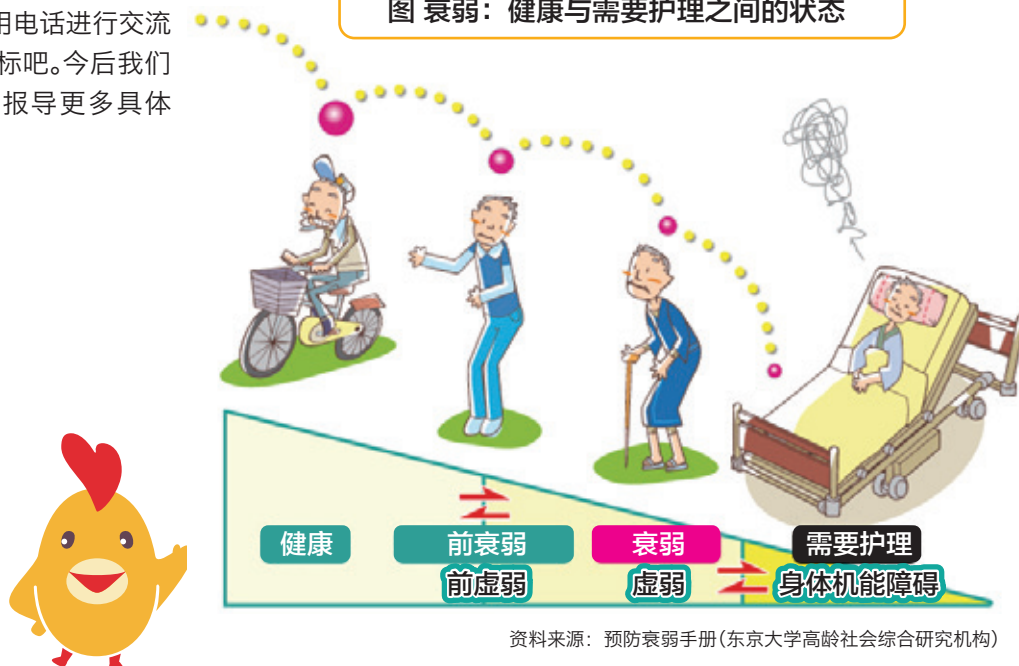 用电话进行交流
标吧。今后我们
报导更多具体
图 衰弱：健康与需要护理之间的状态
健康
前衰弱
衰弱
需要护理
前虚弱
虚弱
身体机能障碍
资料来源：预防衰弱手册（东京大学高龄社会综合研究机构）